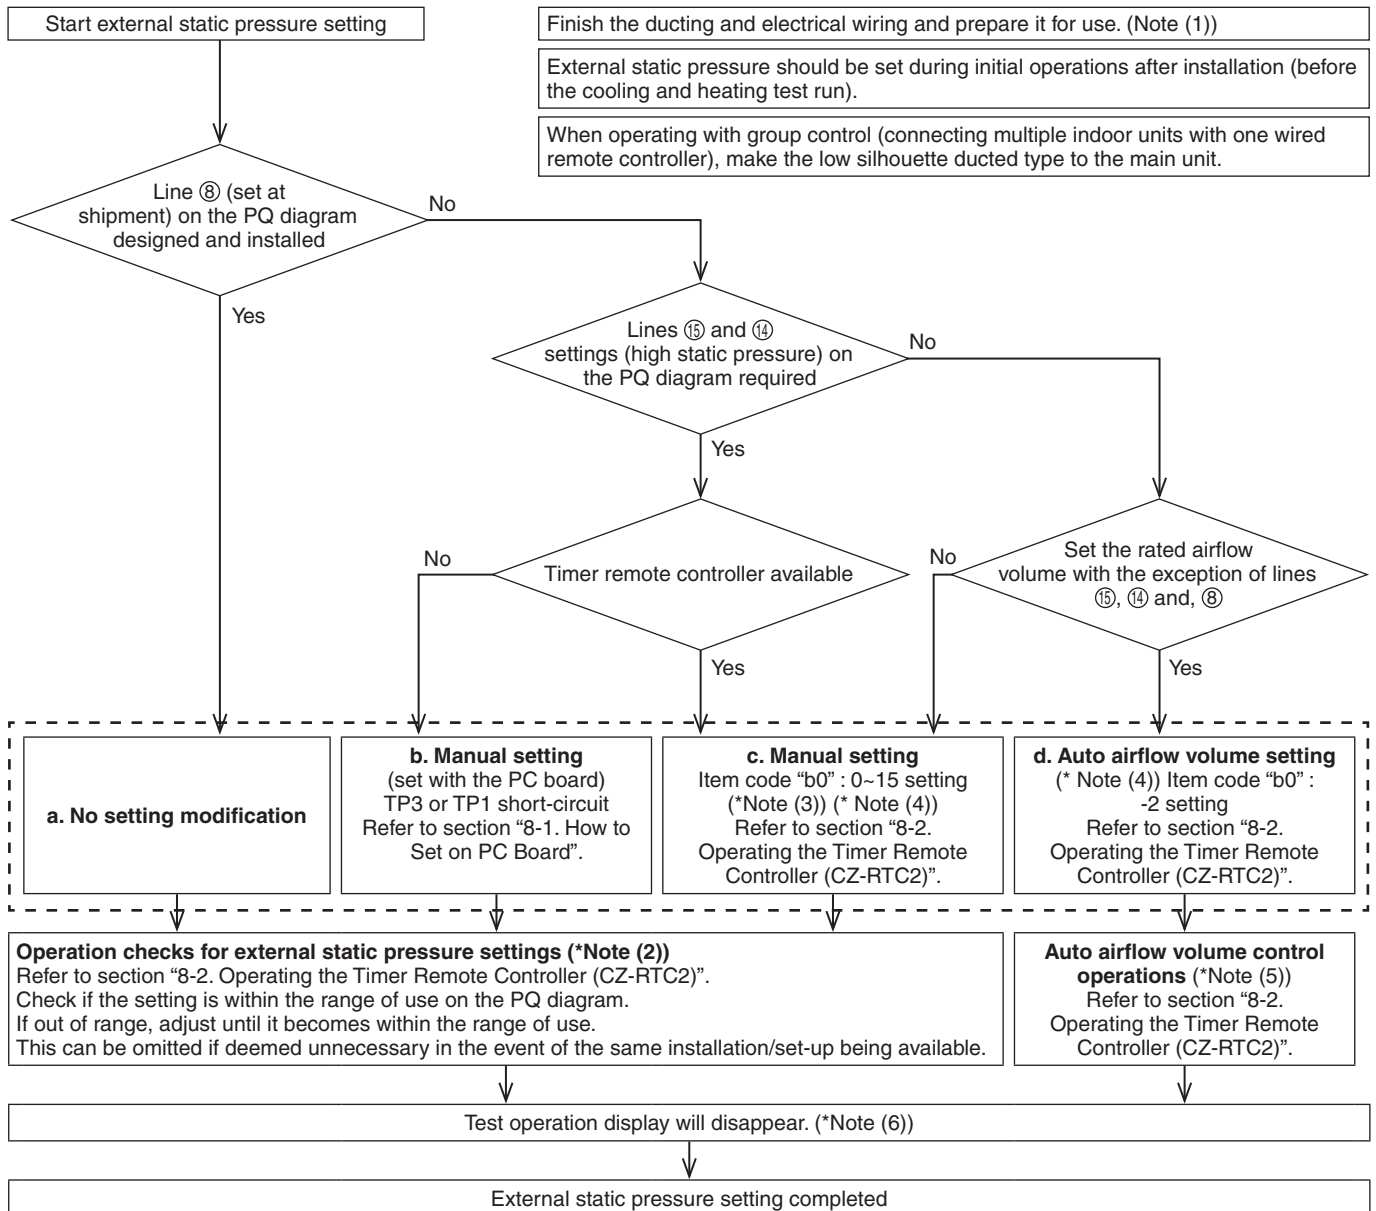 Start external static pressure setting
Finish the ducting and electrical wiring and prepare it for use. (Note (1))
External static pressure should be set during initial operations after installation (before
the cooling and heating test run).
When operating with group control (connecting multiple indoor units with one wired
remote controller), make the low silhouette ducted type to the main unit.
Line ⑧ (set at
shipment) on the PQ diagram
designed and installed
No
Yes
Lines ⑮ and ⑭
settings (high static pressure) on
the PQ diagram required
No
Yes
Timer remote controller available
No
Yes
Set the rated airflow
volume with the exception of lines
⑮, ⑭ and, ⑧
No
Yes
a. No setting modification
b. Manual setting
(set with the PC board)
TP3 or TP1 short-circuit
Refer to section “8-1. How to
Set on PC Board”.
c. Manual setting
Item code “b0” : 0~15 setting
(*Note (3)) (* Note (4))
Refer to section “8-2.
Operating the Timer Remote
Controller (CZ-RTC2)”.
d. Auto airflow volume setting
(* Note (4)) Item code “b0” :
-2 setting
Refer to section “8-2.
Operating the Timer Remote
Controller (CZ-RTC2)”.
Operation checks for external static pressure settings (*Note (2))
Refer to section “8-2. Operating the Timer Remote Controller (CZ-RTC2)”.
Check if the setting is within the range of use on the PQ diagram.
If out of range, adjust until it becomes within the range of use.
This can be omitted if deemed unnecessary in the event of the same installation/set-up being available.
Auto airflow volume control
operations (*Note (5))
Refer to section “8-2.
Operating the Timer Remote
Controller (CZ-RTC2)”.
Test operation display will disappear. (*Note (6))
External static pressure setting completed